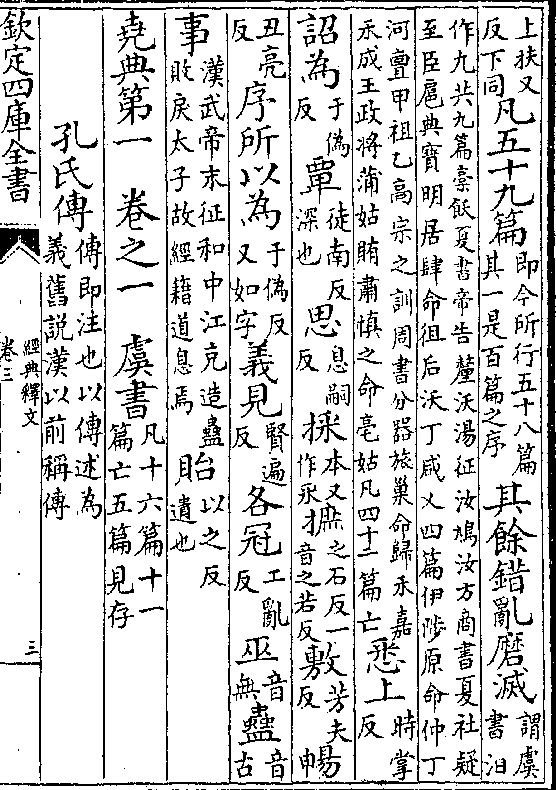 上扶又反下同凡五十九篇即今所行五十八篇其一是百篇之序其餘錯亂磨滅謂虞書汩
作九共九篇槀飫夏書帝告釐沃湯征汝鳩汝方商書夏社疑至臣扈典寶明居肆命徂后沃丁咸乂四篇伊陟原命仲丁
河亶甲祖乙高宗之訓周書分器旅巢命歸禾嘉禾成王政將蒲姑賄肅慎之命亳姑凡四十二篇亡悉上時掌反
詔為于偽反覃徒南反深也思息嗣反採本又作采摭之石反一音之若反敷芳夫反暢
丑亮反序所以為于偽反又如字義見賢遍反各冠工亂反巫音無蠱音古
事漢武帝末征和中江充造蠱敗戾太子故經籍道息焉貽以之反遺也
堯典第一 卷之一 虞書凡十六篇十一篇亡五篇見存
孔氏傳傳即注也以傳述為義舊説漢以前稱傳
欽定四庫全書
經典釋文
卷三
三